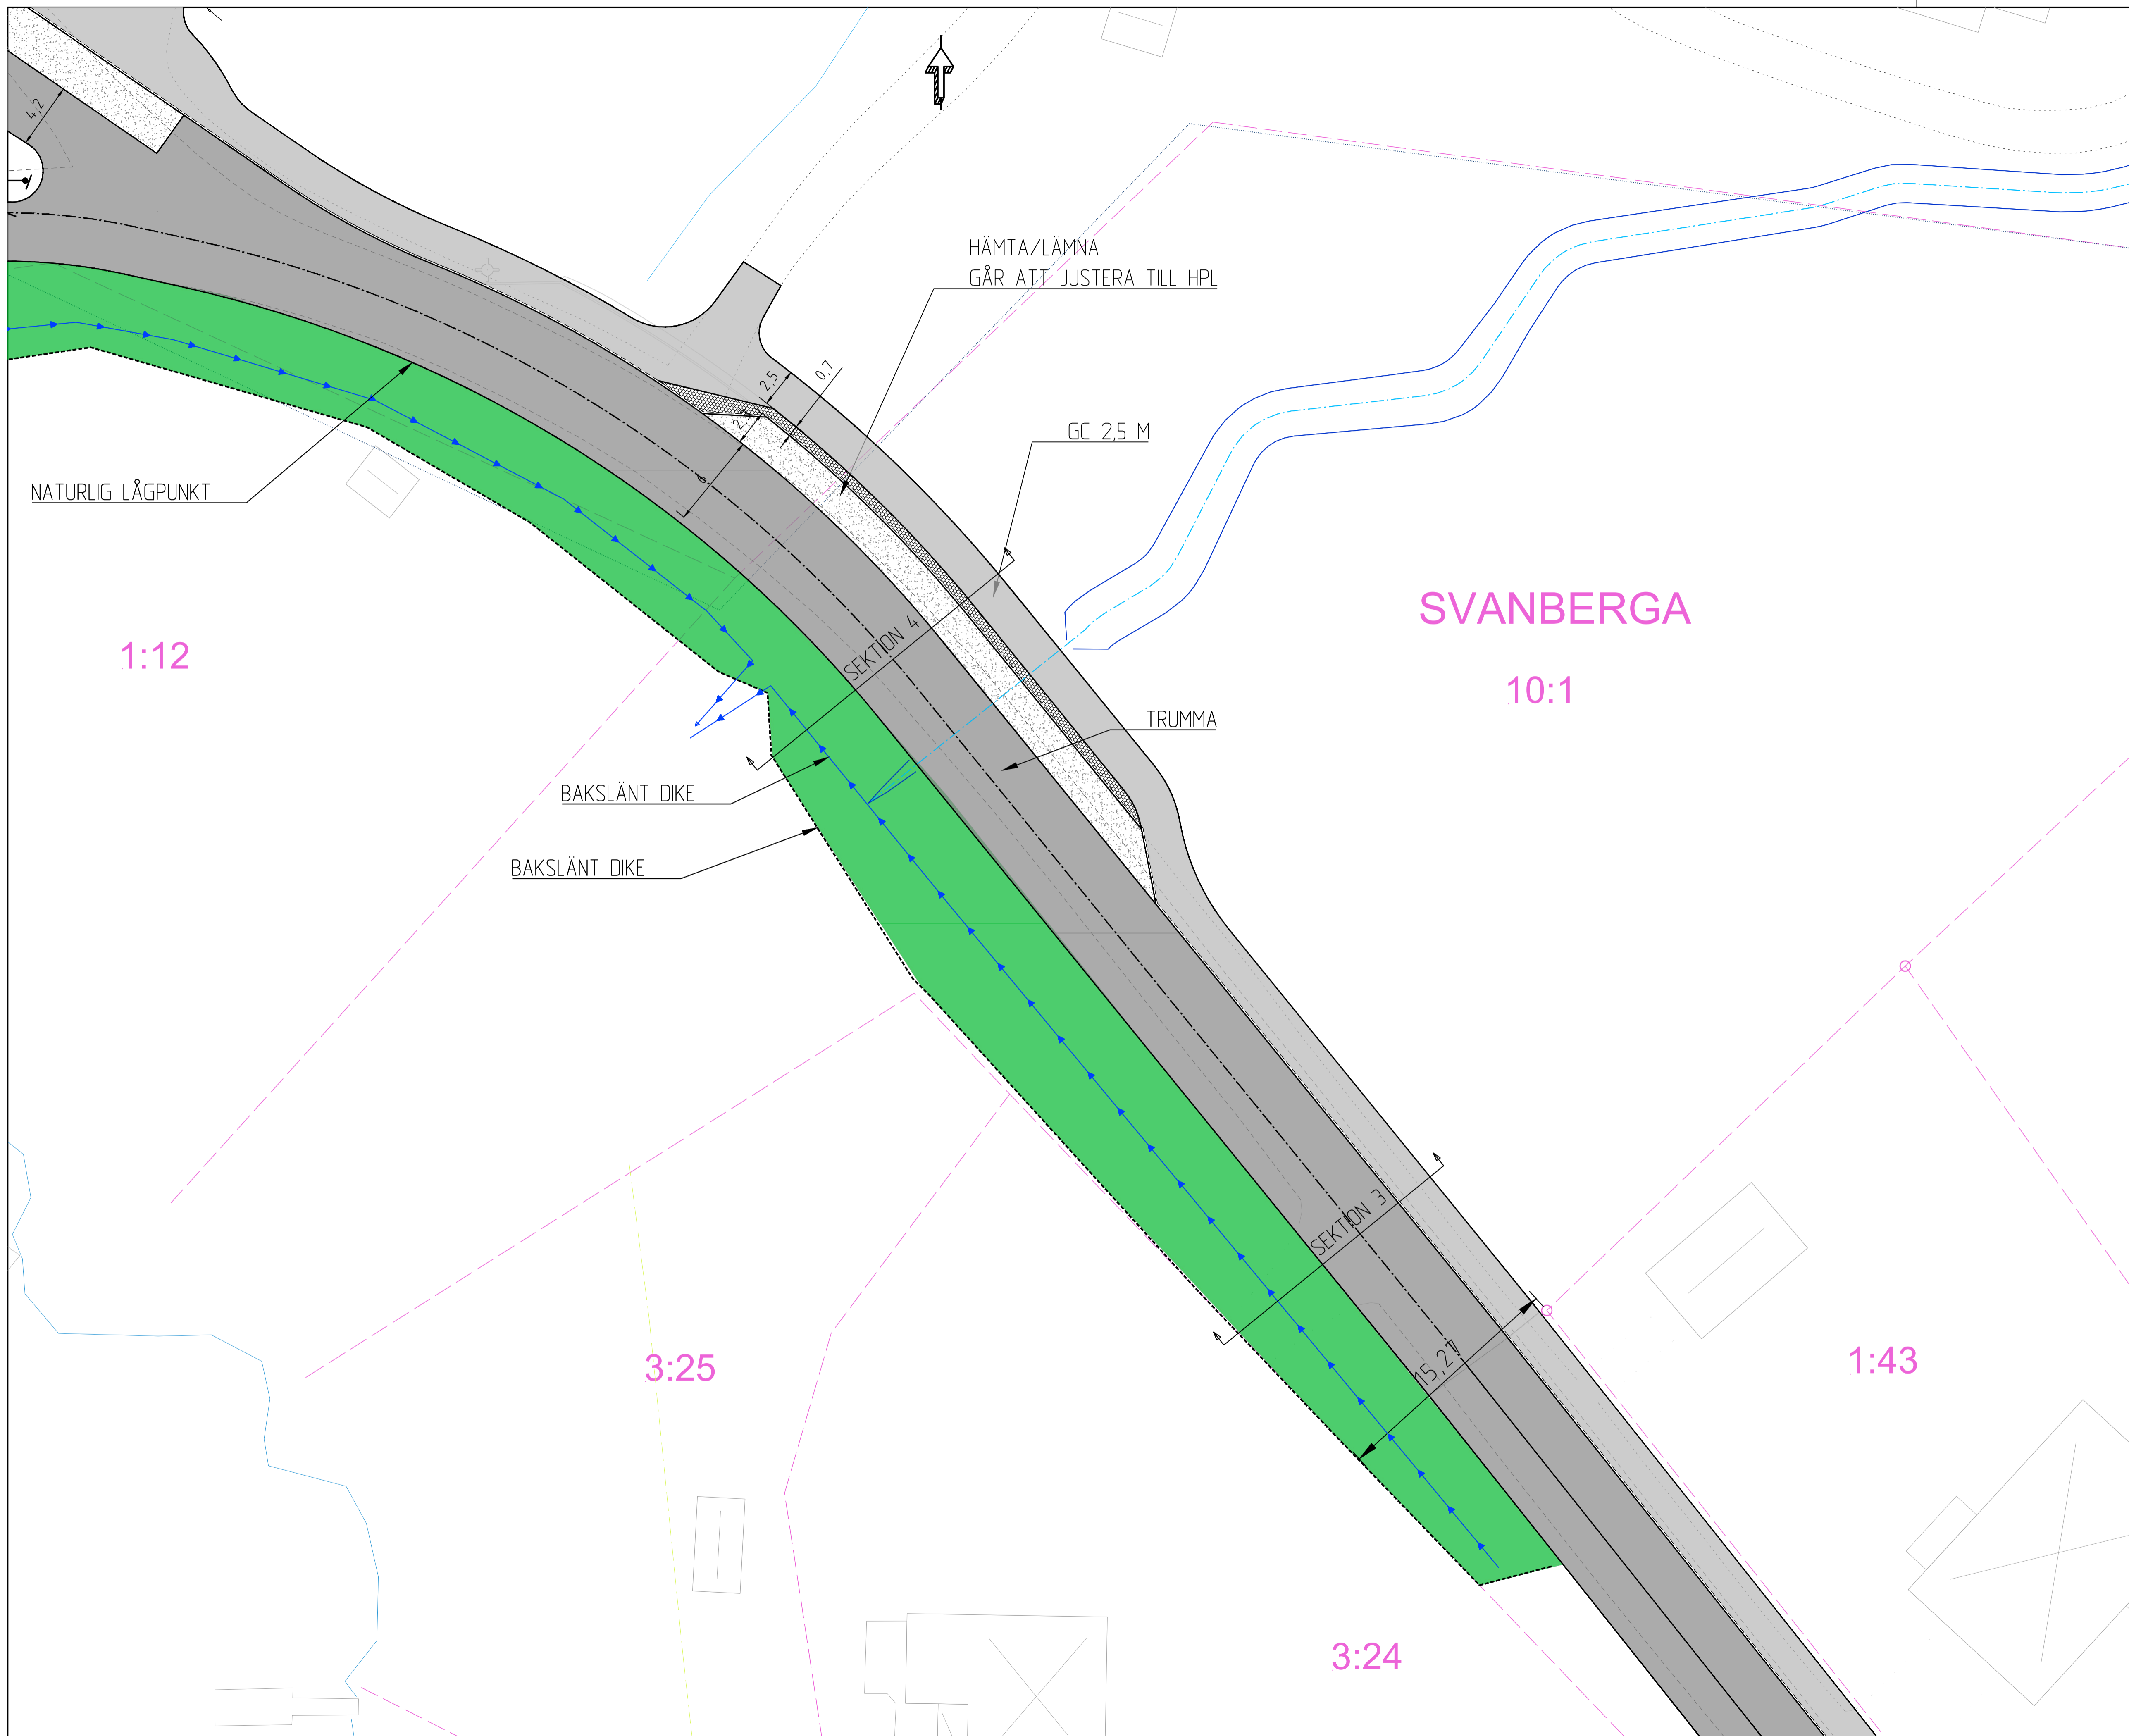 4,2
HÄMTA/LÄMNA
GÅR ATT JUSTERA TILL HPL
0,7
2,5
GC 2,5 M
6
NATURLIG LÅGPUNKT
SVANBERGA
10:1
1:12
SEKTION 4
TRUMMA
BAKSLÄNT DIKE
BAKSLÄNT DIKE
SEKTION 3
15,27
3:25
1:43
3:24